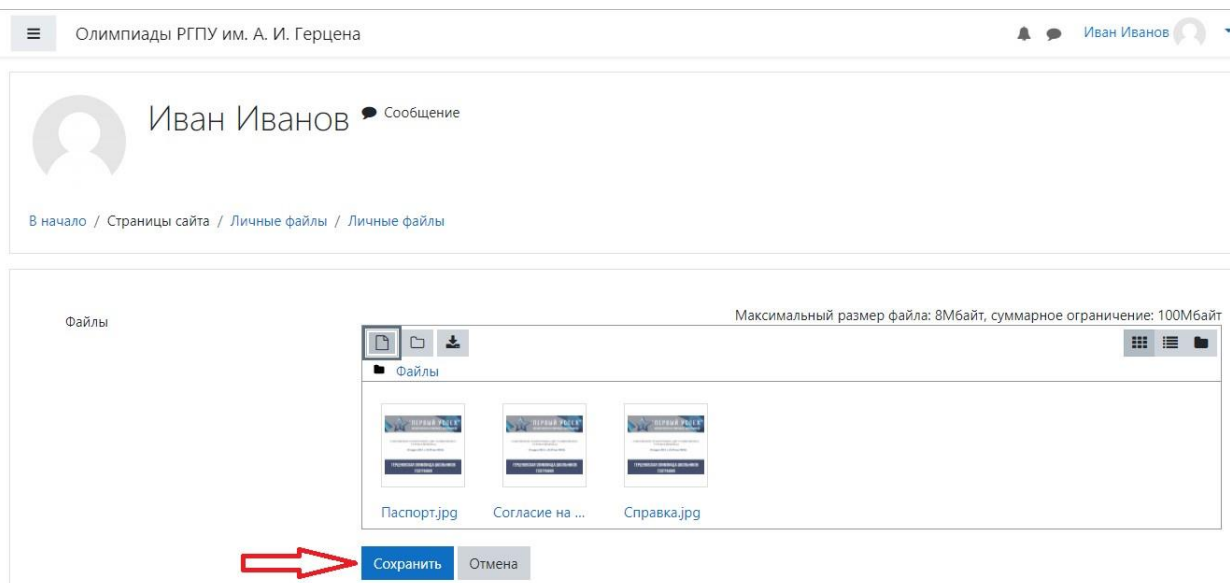 Олимпиады РГПУ им. А. И. Герцена
Иван Иванов
Иван Иванов
Сообщение
В начало / Страницы сайта / Личные файлы / Личные файлы
Файлы
Максимальный размер файла: 8Мбайт, суммарное ограничение: 100Мбайт
Файлы
Паспорт.jpg Согласие на ... Справка.jpg
Сохранить Отмена